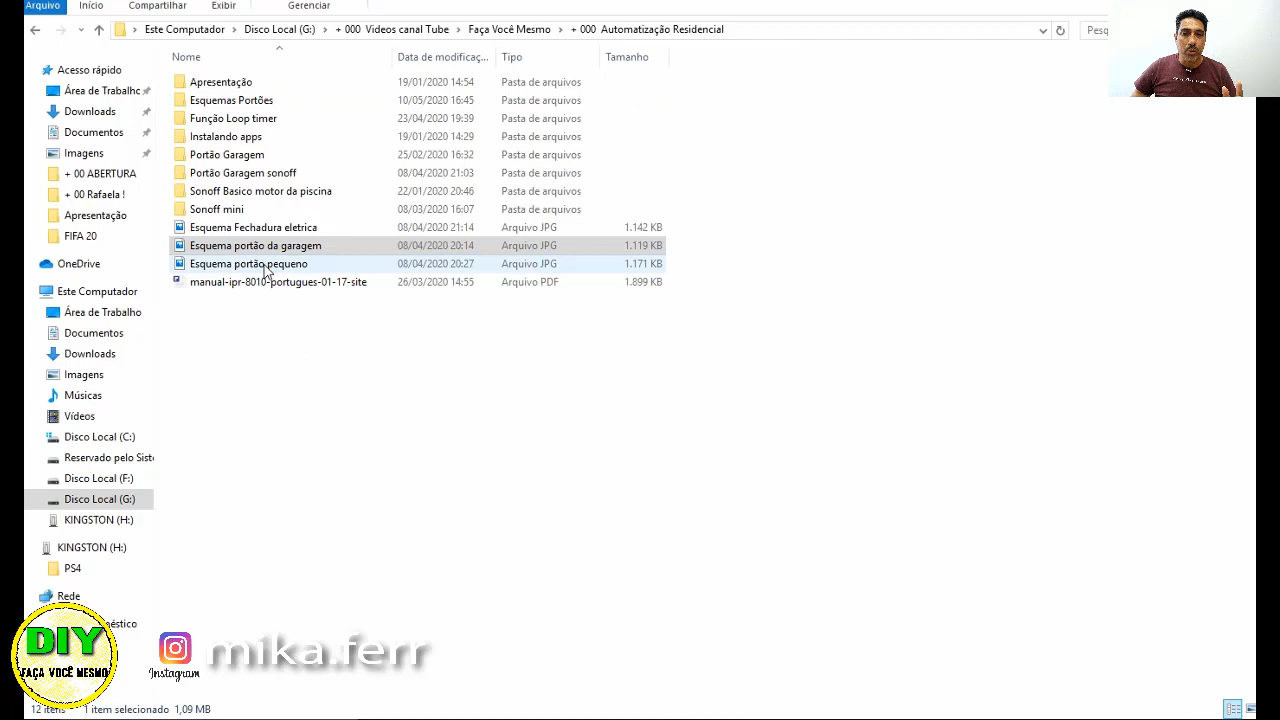 Arquivo Início Compartilhar Exibir Gerenciar
Este Computador > Disco Local (G:) > + 000 Videos canal Tube > Faça Você Mesmo > + 000 Automatização Residencial
Pesq
Nome Data de modificaç... Tipo Tamanho
Apresentação 19/01/2020 14:54 Pasta de arquivos
Esquemas Portões 10/05/2020 16:45 Pasta de arquivos
Função Loop timer 23/04/2020 19:39 Pasta de arquivos
Instalando apps 19/01/2020 14:29 Pasta de arquivos
Portão Garagem 25/02/2020 16:32 Pasta de arquivos
Portão Garagem sonoff 08/04/2020 21:03 Pasta de arquivos
Sonoff Basico motor da piscina 22/01/2020 20:46 Pasta de arquivos
Sonoff mini 08/03/2020 16:07 Pasta de arquivos
Esquema Fechadura eletrica 08/04/2020 21:14 Arquivo JPG 1.142 KB
Esquema portão da garagem 08/04/2020 20:14 Arquivo JPG 1.119 KB
Esquema portão pequeno 08/04/2020 20:27 Arquivo JPG 1.171 KB
manual-ipr-8010-portugues-01-17-site 26/03/2020 14:55 Arquivo PDF 1.899 KB
Acesso rápido
Área de Trabalhc
Downloads
Documentos
Imagens
+ 00 ABERTURA
+ 00 Rafaela !
Apresentação
FIFA 20
OneDrive
Este Computador
Área de Trabalho
Documentos
Downloads
Imagens
Músicas
Vídeos
Disco Local (C:)
Reservado pelo Siste
Disco Local (F:)
Disco Local (G:)
KINGSTON (H:)
KINGSTON (H:)
PS4
Rede
éstico
DIY
FAÇA VOCÊ MESMO
Instagram
mika.ferr
12 itens 1 item selecionado 1,09 MB